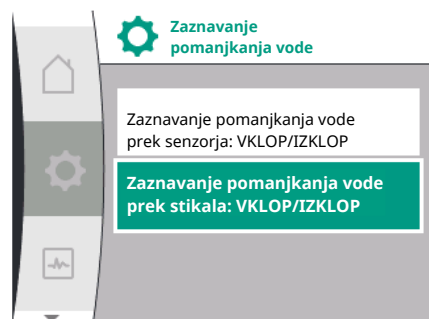 Zaznavanje
pomanjkanja vode
Zaznavanje pomanjkanja vode
prek senzorja: VKLOP/IZKLOP
Zaznavanje pomanjkanja vode
prek stikala: VKLOP/IZKLOP